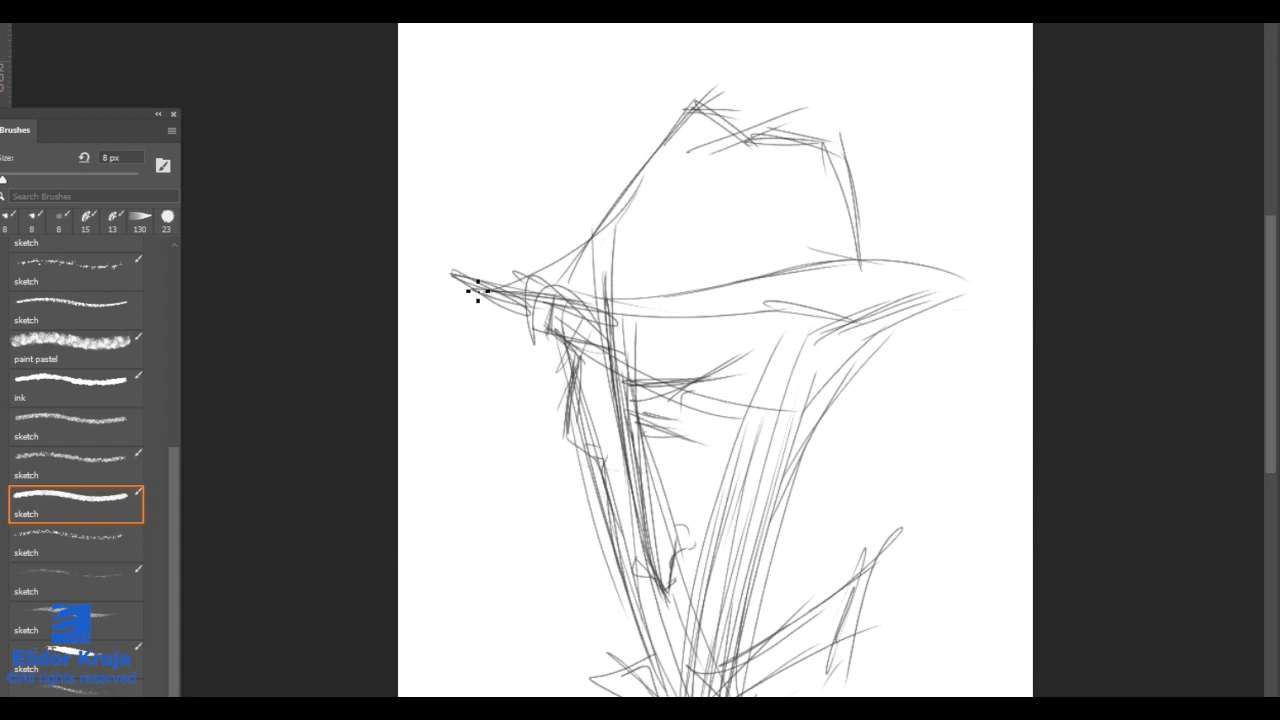 Brushes
Size:
8 px
Search Brushes
8 8 8 15 13 130 23
sketch
sketch
sketch
paint pastel
ink
sketch
sketch
sketch
sketch
sketch
sketch
sketch
Elidor Kruja